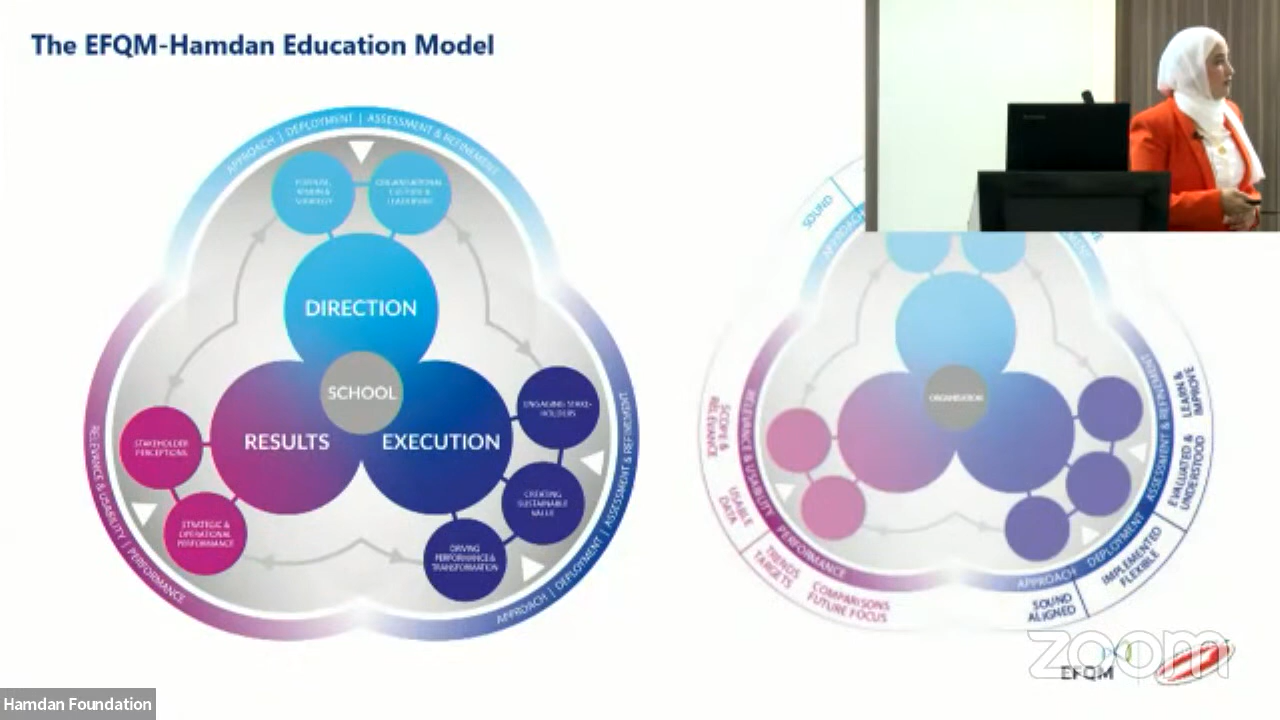 The EFQM-Hamdan Education Model
APPROACH | DEPLOYMENT | ASSESSMENT & REFINEMENT
PURPOSE,
VISION &
STRATEGY
ORGANISATIONAL
CULTURE &
LEADERSHIP
DIRECTION
SCHOOL
RESULTS
EXECUTION
STAKEHOLDER
PERCEPTIONS
STRATEGIC &
OPERATIONAL
PERFORMANCE
ENGAGING STAKE-
HOLDERS
CREATING
SUSTAINABLE
VALUE
DRIVING
PERFORMANCE &
TRANSFORMATION
RELEVANCE & USABILITY | PERFORMANCE
APPROACH | DEPLOYMENT | ASSESSMENT & REFINEMENT
SOUND
ORGANISATION
SCOPE &
RELEVANCE
USABLE
DATA
TRENDS
TARGETS
COMPARISONS
FUTURE FOCUS
RELEVANCE & USABILITY
PERFORMANCE
APPROACH
DEPLOYMENT
ASSESSMENT & REFINEMENT
SOUND
ALIGNED
IMPLEMENTED
FLEXIBLE
EVALUATED &
UNDERSTOOD
LEARN &
IMPROVE
zoom
EFQM
Hamdan Foundation